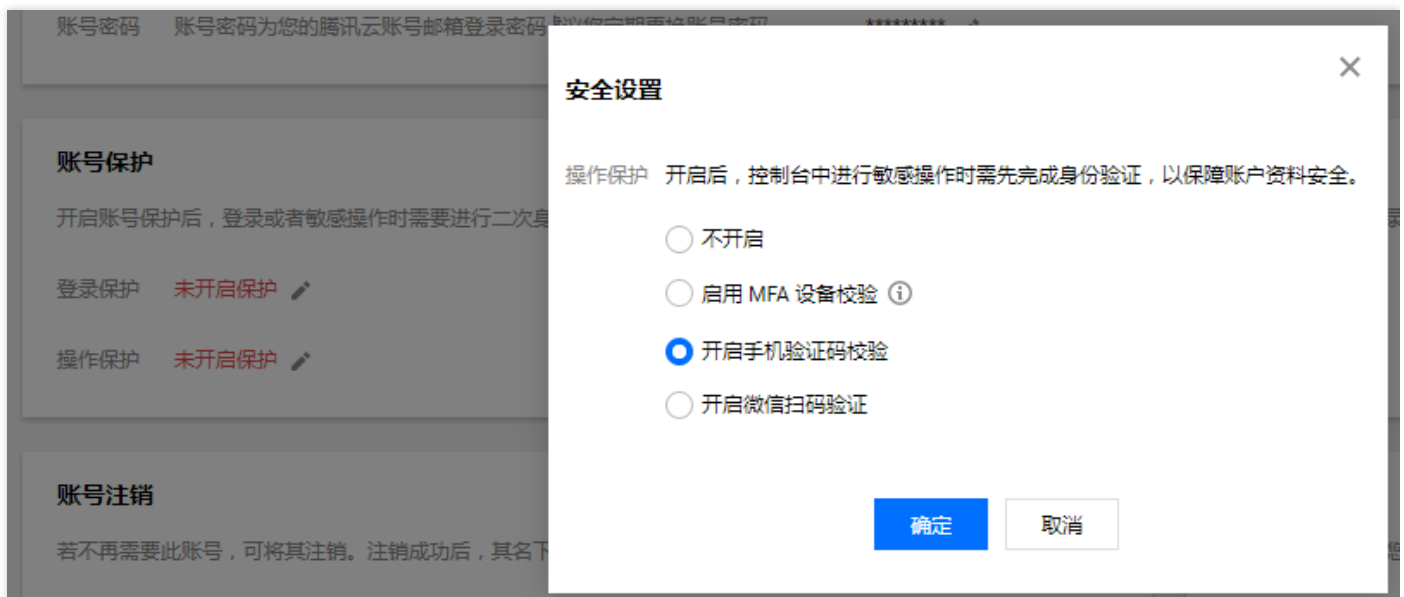 账号密码 账号密码为您的腾讯云账号邮箱登录密码 ********* 
安全设置
账号保护
操作保护 开启后，控制台中进行敏感操作时需先完成身份验证，以保障账户资料安全。
开启账号保护后，登录或者敏感操作时需要进行二次身
不开启
登录保护 未开启保护
启用 MFA 设备校验
操作保护 未开启保护
开启手机验证码校验
开启微信扫码验证
账号注销
确定 取消
若不再需要此账号，可将其注销。注销成功后，其名下